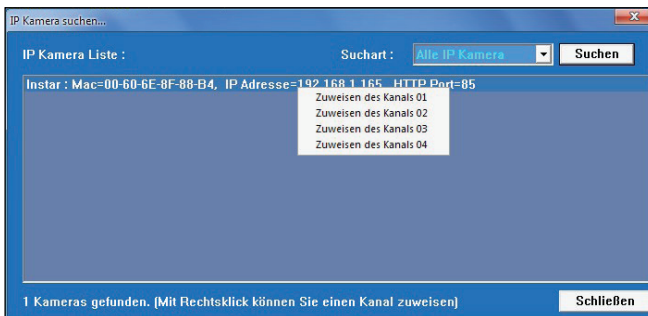 IP Kamera suchen...
IP Kamera Liste : Suchart : Alle IP Kamera Suchen
Instar : Mac=00-60-6E-8F-88-B4, IP Adresse=192.168.1.165 HTTP Port=85
Zuweisen des Kanals 01
Zuweisen des Kanals 02
Zuweisen des Kanals 03
Zuweisen des Kanals 04
1 Kameras gefunden. (Mit Rechtsklick können Sie einen Kanal zuweisen) Schließen